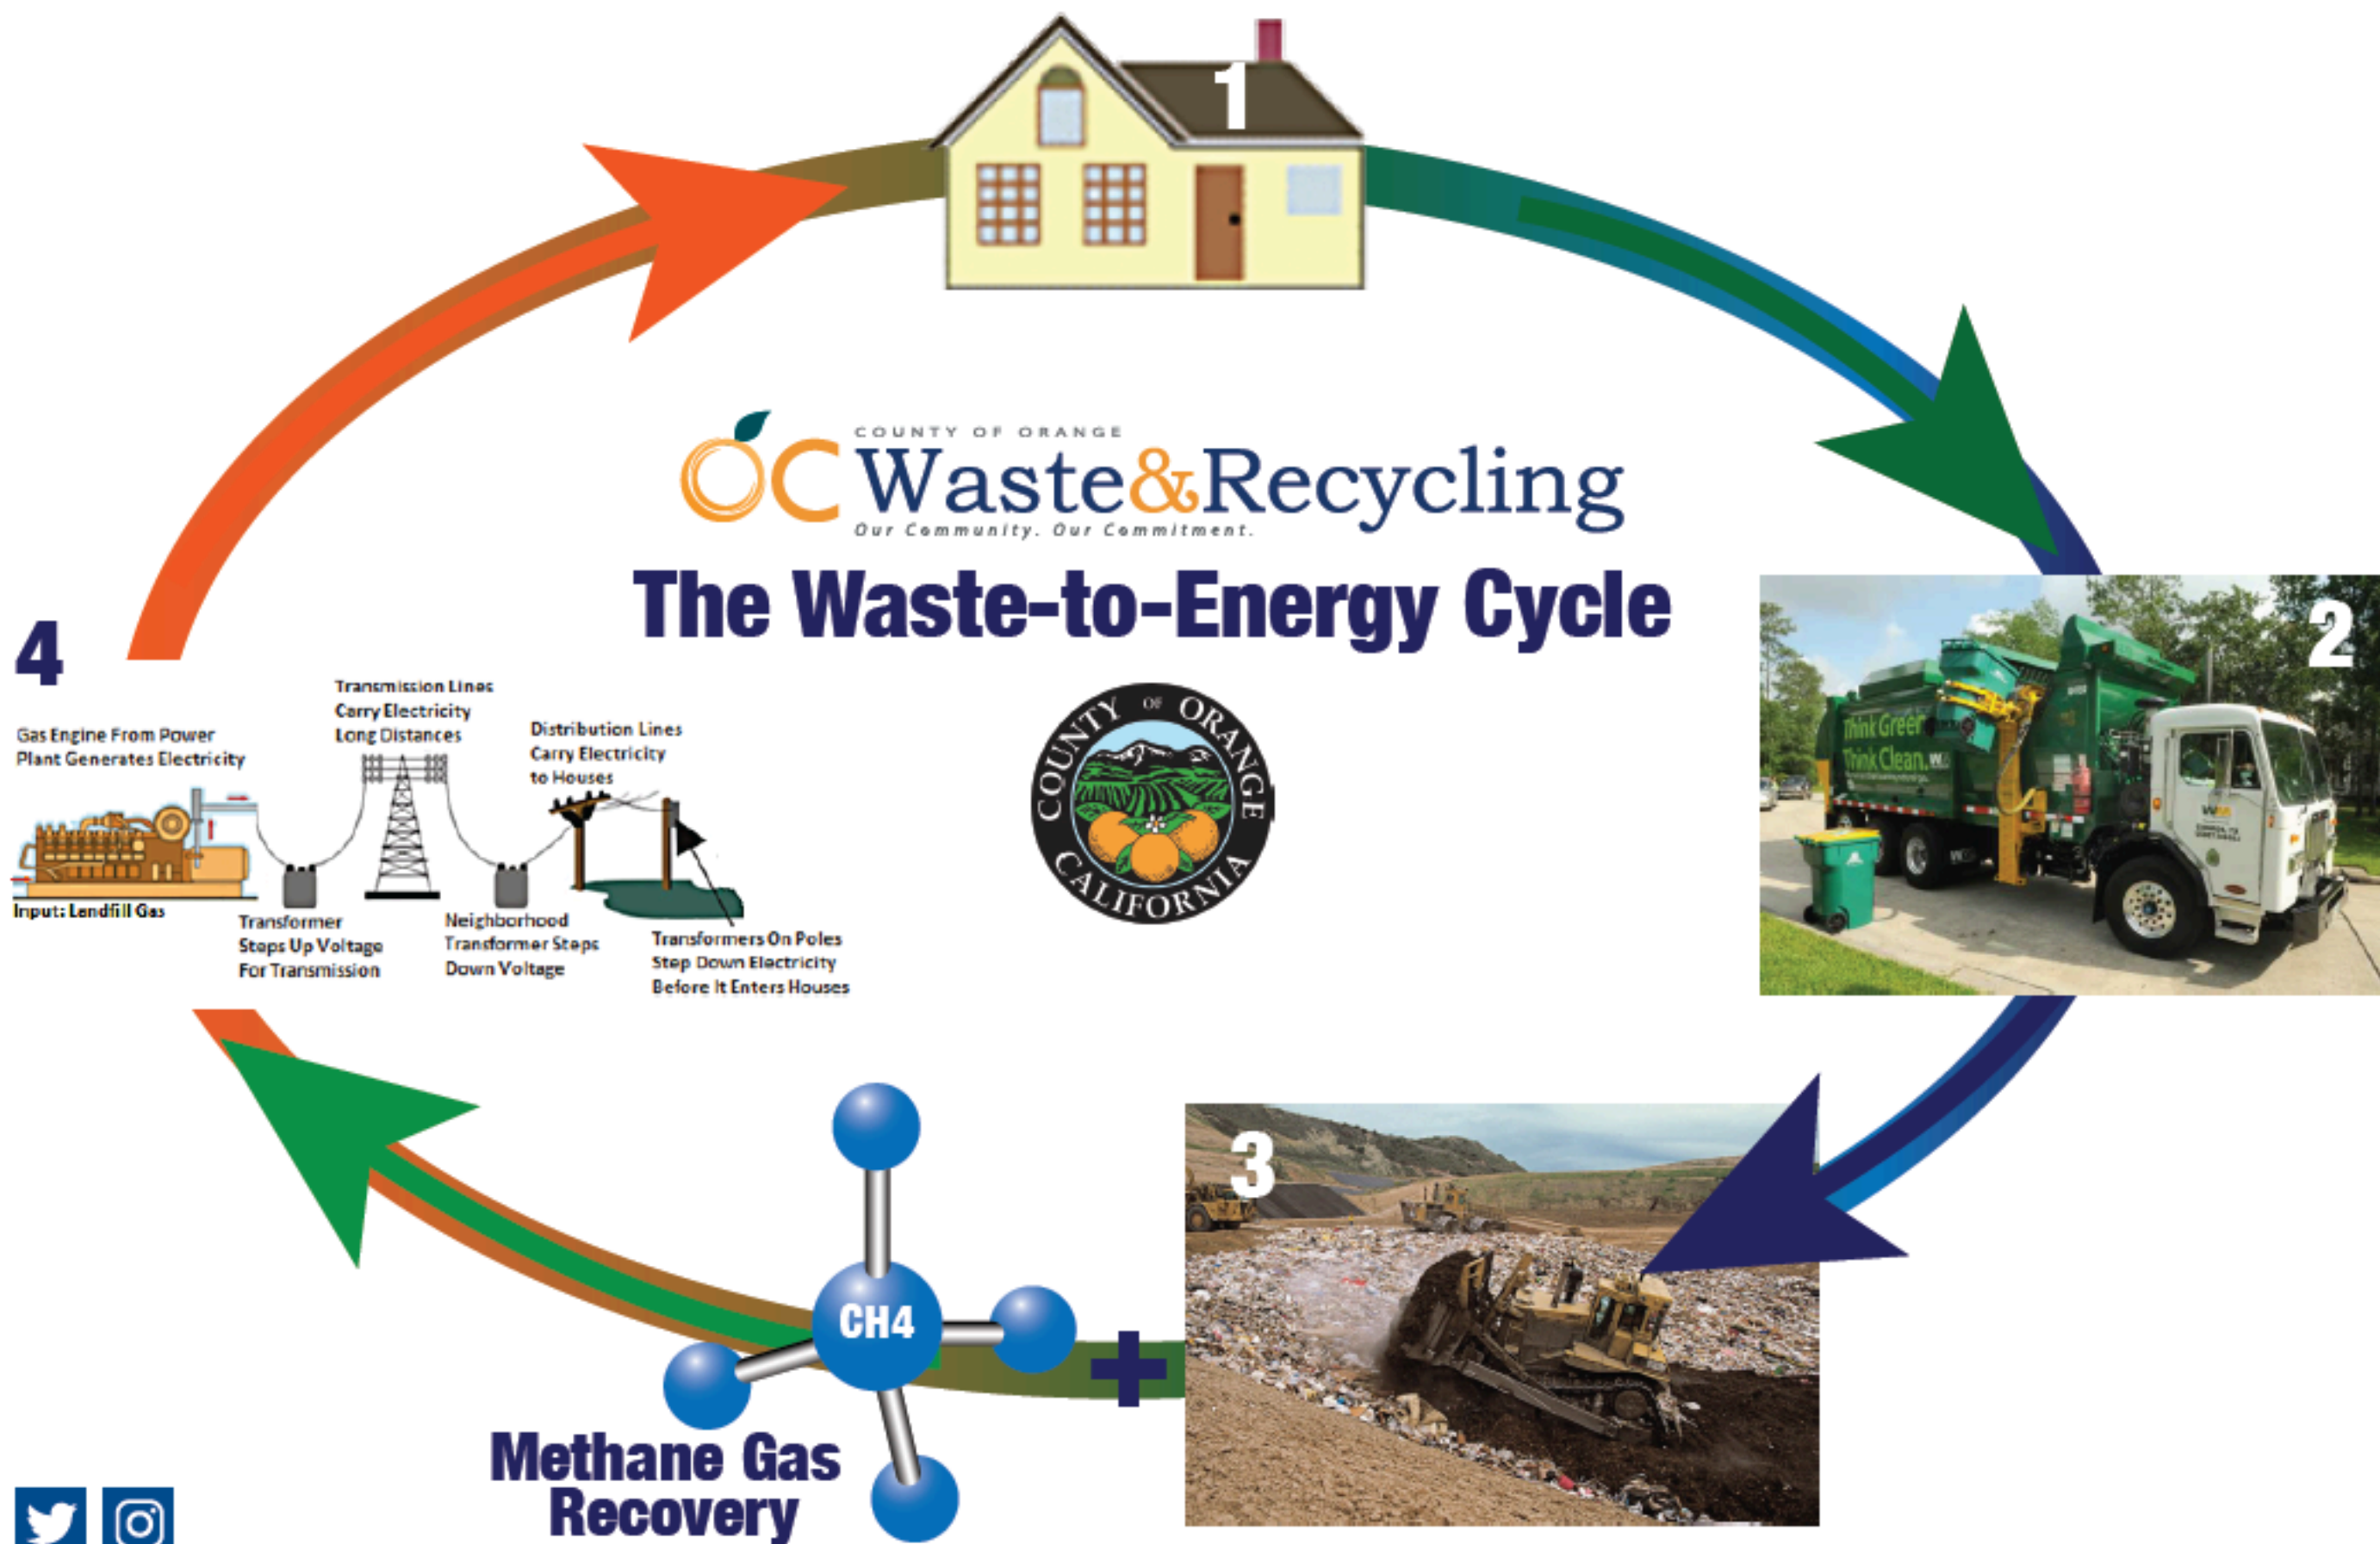 1
COUNTY OF ORANGE
OC Waste&Recycling
Our Community. Our Commitment.
The Waste-to-Energy Cycle
COUNTY OF ORANGE
CALIFORNIA
2
Think Green
Think Clean.
WM
3
CH4
+
Methane Gas
Recovery
4
Gas Engine From Power
Plant Generates Electricity
Input: Landfill Gas
Transformer
Steps Up Voltage
For Transmission
Transmission Lines
Carry Electricity
Long Distances
Neighborhood
Transformer Steps
Down Voltage
Distribution Lines
Carry Electricity
to Houses
Transformers On Poles
Step Down Electricity
Before It Enters Houses